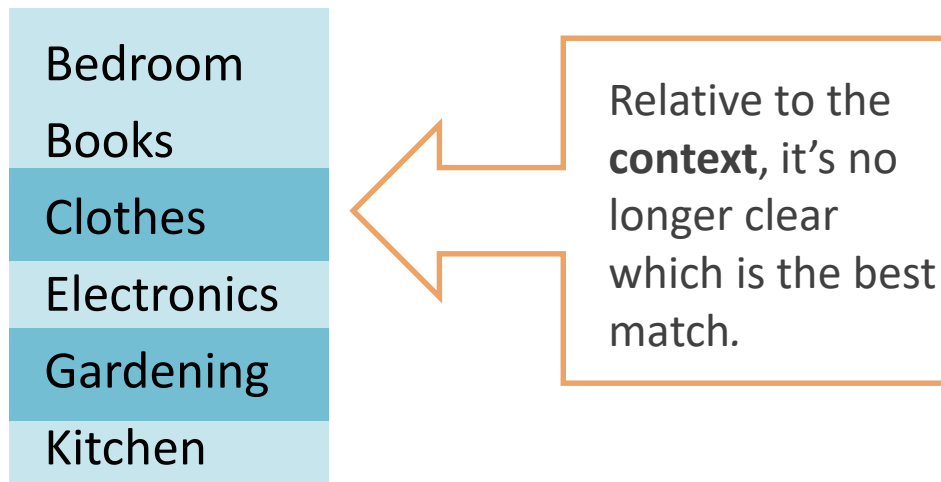 Bedroom
Books
Clothes
Electronics
Gardening
Kitchen
Relative to the
context, it’s no
longer clear
which is the best
match.